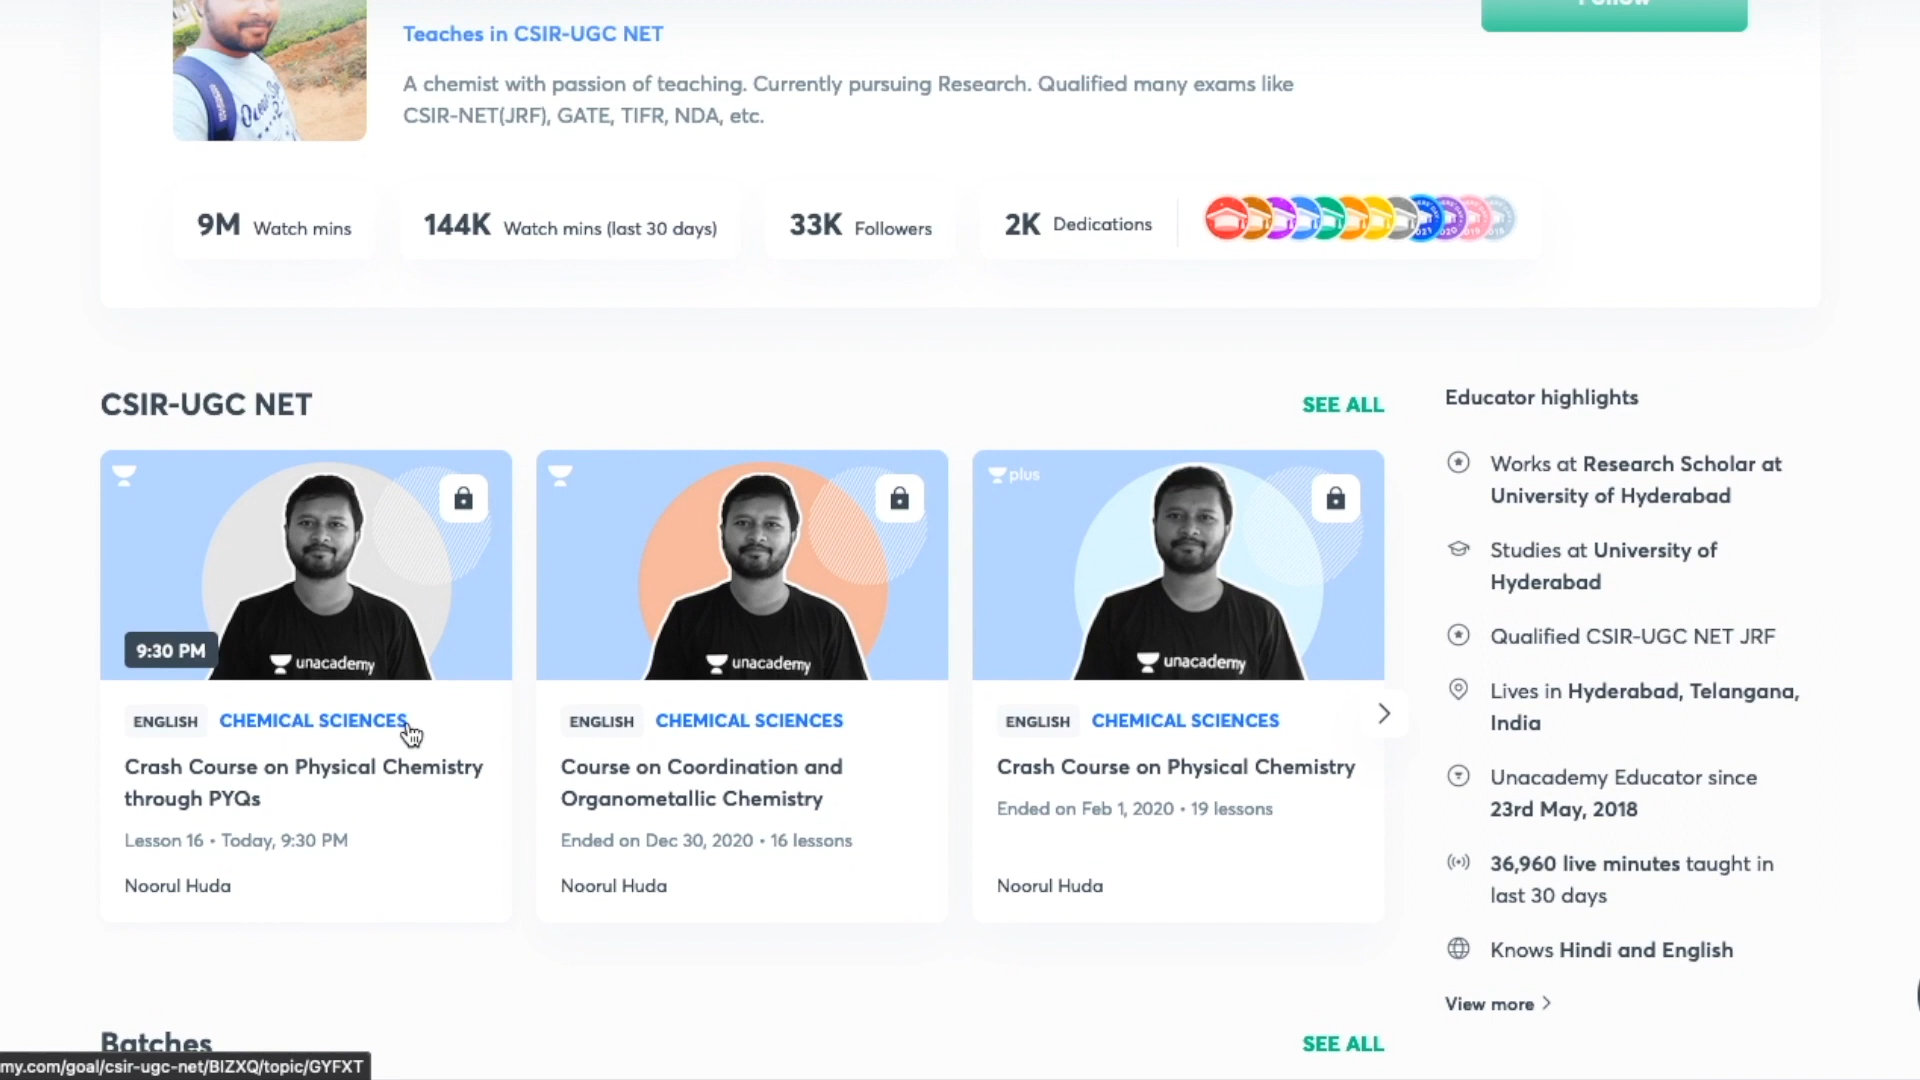 Follow
Teaches in CSIR-UGC NET
A chemist with passion of teaching. Currently pursuing Research. Qualified many exams like
CSIR-NET(JRF), GATE, TIFR, NDA, etc.
9M Watch mins
144K Watch mins (last 30 days)
33K Followers
2K Dedications
CSIR-UGC NET
SEE ALL
9:30 PM
unacademy
ENGLISH CHEMICAL SCIENCES
Crash Course on Physical Chemistry
through PYQs
Lesson 16 • Today, 9:30 PM
Noorul Huda
unacademy
ENGLISH CHEMICAL SCIENCES
Course on Coordination and
Organometallic Chemistry
Ended on Dec 30, 2020 • 16 lessons
Noorul Huda
plus
unacademy
ENGLISH CHEMICAL SCIENCES
Crash Course on Physical Chemistry
Ended on Feb 1, 2020 • 19 lessons
Noorul Huda
Educator highlights
Works at Research Scholar at
University of Hyderabad
Studies at University of
Hyderabad
Qualified CSIR-UGC NET JRF
Lives in Hyderabad, Telangana,
India
Unacademy Educator since
23rd May, 2018
36,960 live minutes taught in
last 30 days
Knows Hindi and English
View more
Batches
SEE ALL
my.com/goal/csir-ugc-net/BIZXQ/topic/GYFXT